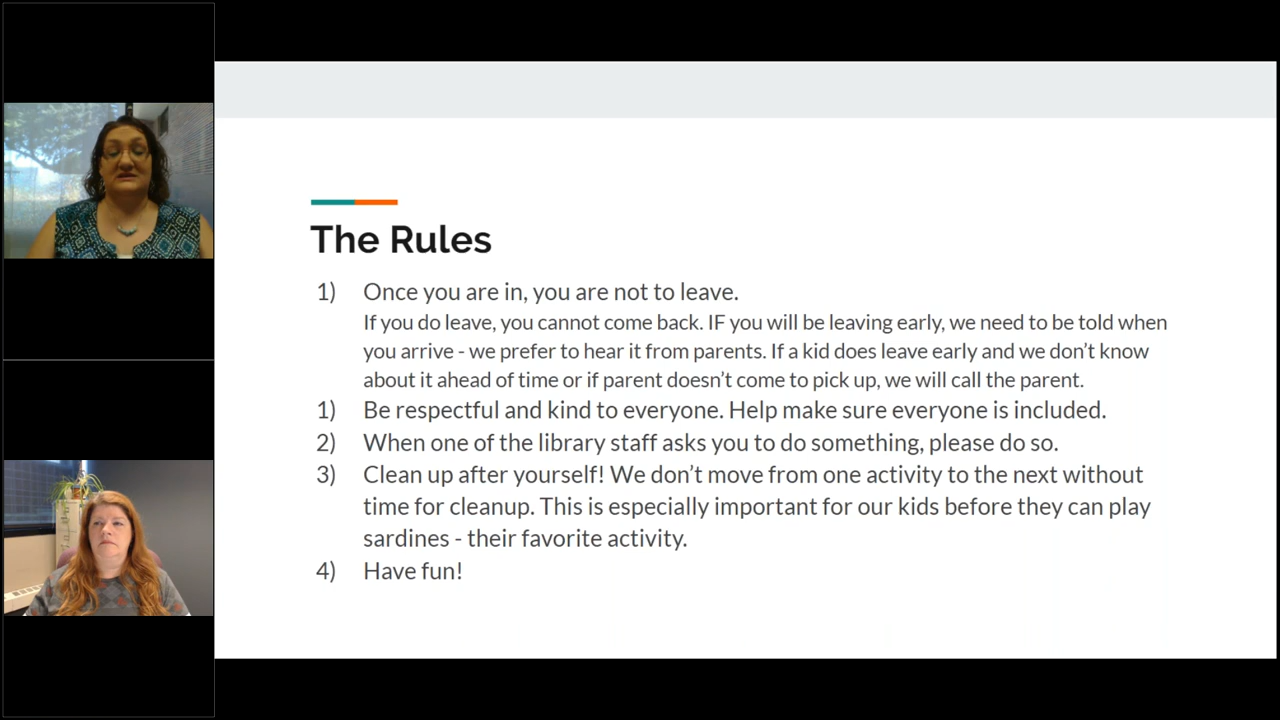 The Rules
1) Once you are in, you are not to leave.
If you do leave, you cannot come back. IF you will be leaving early, we need to be told when
you arrive - we prefer to hear it from parents. If a kid does leave early and we don't know
about it ahead of time or if parent doesn't come to pick up, we will call the parent.
1) Be respectful and kind to everyone. Help make sure everyone is included.
2) When one of the library staff asks you to do something, please do so.
3) Clean up after yourself! We don't move from one activity to the next without
time for cleanup. This is especially important for our kids before they can play
sardines - their favorite activity.
4) Have fun!